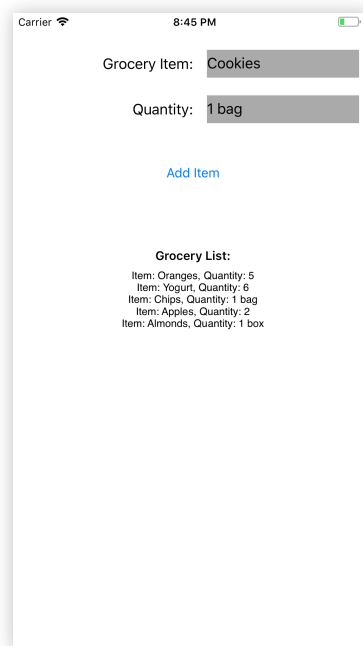 Carrier 8:45 PM
Grocery Item: Cookies
Quantity: 1 bag
Add Item
Grocery List:
Item: Oranges, Quantity: 5
Item: Yogurt, Quantity: 6
Item: Chips, Quantity: 1 bag
Item: Apples, Quantity: 2
Item: Almonds, Quantity: 1 box